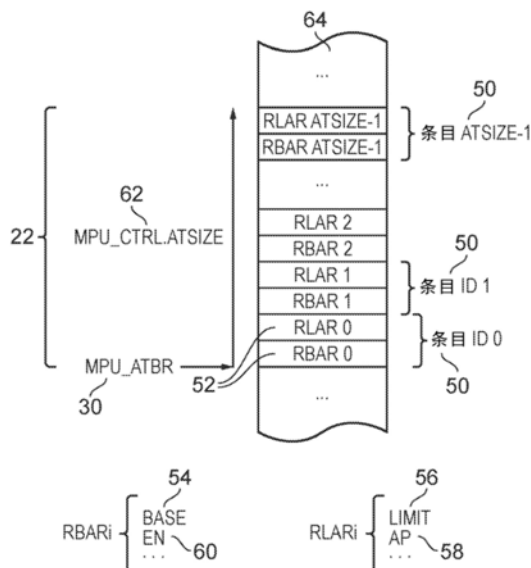 64
...
50
RLAR ATSIZE-1
RBAR ATSIZE-1
条目 ATSIZE-1
...
62
22
MPU_CTRL.ATSIZE
RLAR 2
RBAR 2
50
RLAR 1
RBAR 1
条目 ID 1
RLAR 0
RBAR 0
条目 ID 0
MPU_ATBR
30
52
50
...
54
RBARi
BASE
EN
...
60
56
RLARi
LIMIT
AP
...
58